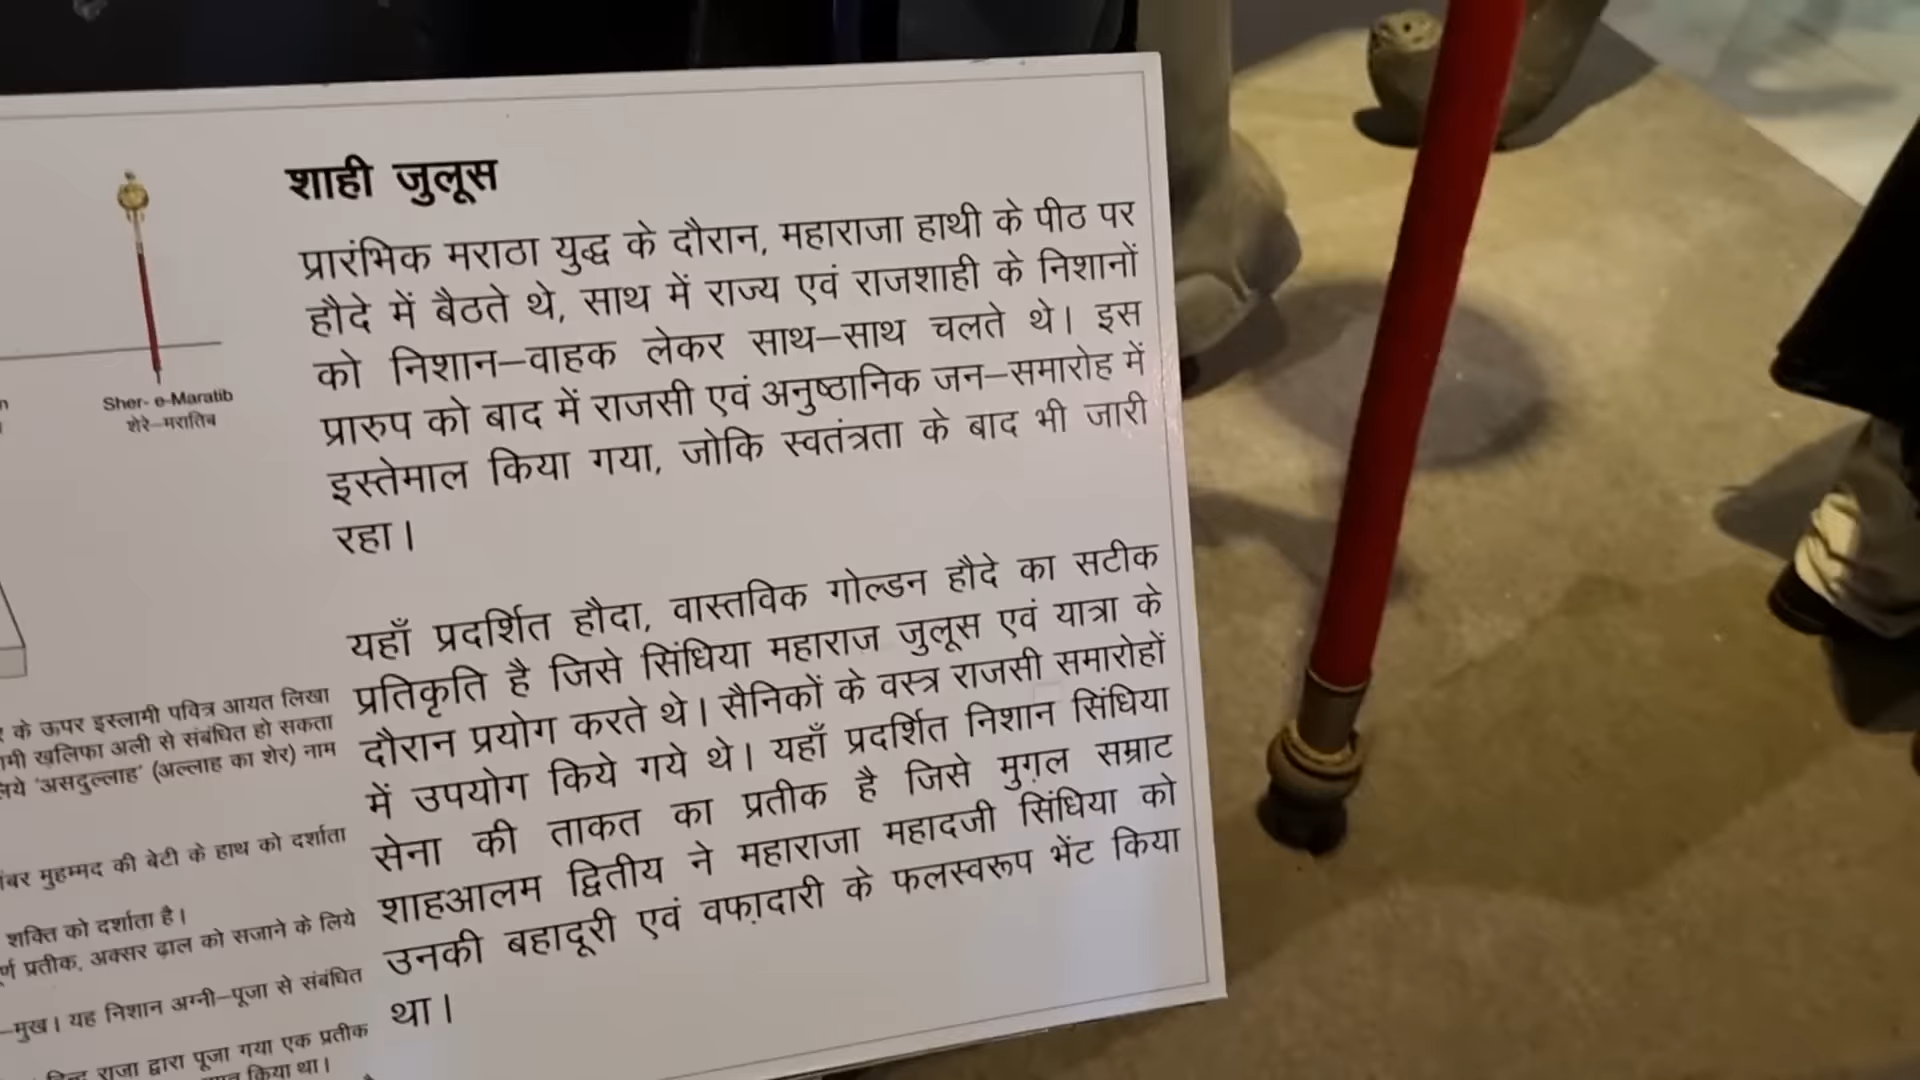 शाही जुलूस
प्रारंभिक मराठा युद्ध के दौरान, महाराजा हाथी के पीठ पर
हौदे में बैठते थे, साथ में राज्य एवं राजशाही के निशानों
को निशान–वाहक लेकर साथ–साथ चलते थे। इस
प्रारुप को बाद में राजसी एवं अनुष्ठानिक जन–समारोह में
इस्तेमाल किया गया, जोकि स्वतंत्रता के बाद भी जारी
रहा।
यहाँ प्रदर्शित हौदा, वास्तविक गोल्डन हौदे का सटीक
प्रतिकृति है जिसे सिंधिया महाराज जुलूस एवं यात्रा के
दौरान प्रयोग करते थे। सैनिकों के वस्त्र राजसी समारोहों
में उपयोग किये गये थे। यहाँ प्रदर्शित निशान सिंधिया
सेना की ताकत का प्रतीक है जिसे मुग़ल सम्राट
शाहआलम द्वितीय ने महाराजा महादजी सिंधिया को
उनकी बहादूरी एवं वफ़ादारी के फलस्वरूप भेंट किया
था।
Sher- e-Maratib
शेरे–मरातिब
के ऊपर इस्लामी पवित्र आयत लिखा
खलिफा अली से संबंधित हो सकता
'असदुल्लाह' (अल्लाह का शेर) नाम
मुहम्मद की बेटी के हाथ को दर्शाता
शक्ति को दर्शाता है।
प्रतीक, अक्सर ढ़ाल को सजाने के लिये
–मुख। यह निशान अग्नी–पूजा से संबंधित
राजा द्वारा पूजा गया एक प्रतीक
किया था।